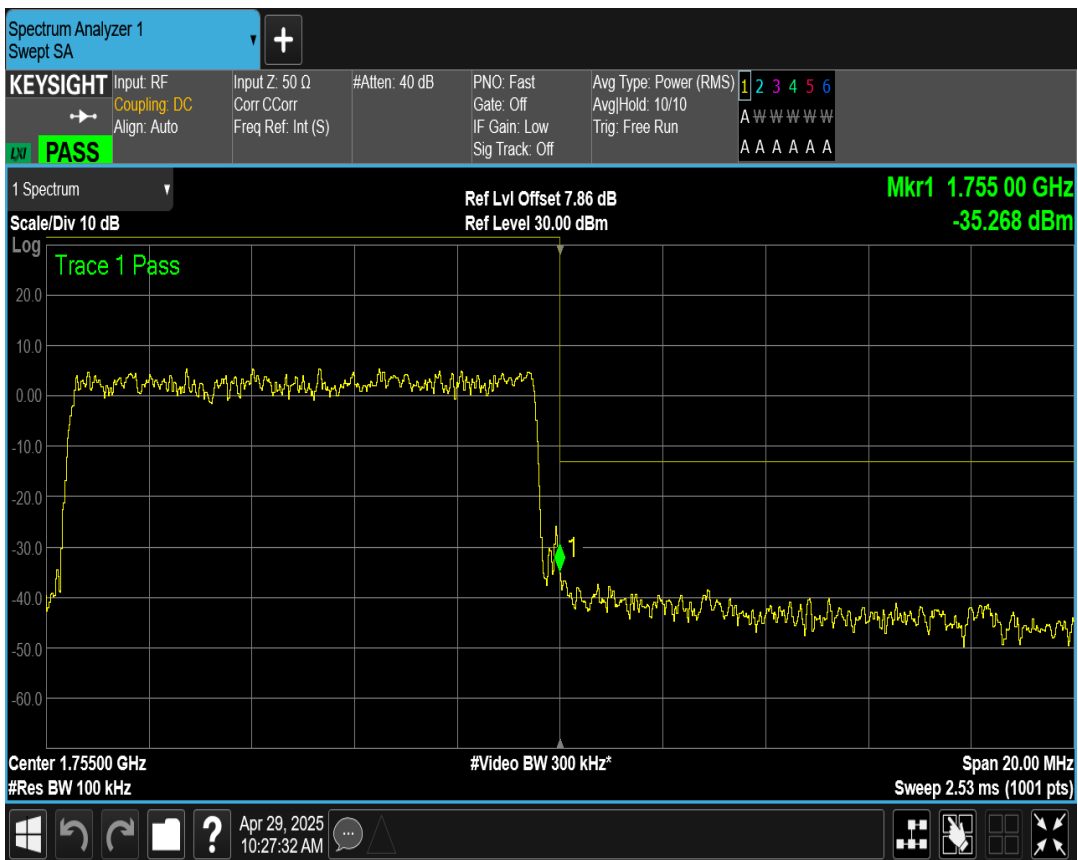 Spectrum Analyzer 1
Swept SA
KEYSIGHT
LXI
PASS
Input: RF
Coupling: DC
Align: Auto
Input Z: 50 Ω
Corr CCorr
Freq Ref: Int (S)
#Atten: 40 dB
PNO: Fast
Gate: Off
IF Gain: Low
Sig Track: Off
Avg Type: Power (RMS)
Avg|Hold: 10/10
Trig: Free Run
1 2 3 4 5 6
A W W W W W
A A A A A A
1 Spectrum
Scale/Div 10 dB
Ref Lvl Offset 7.86 dB
Ref Level 30.00 dBm
Mkr1 1.755 00 GHz
-35.268 dBm
Log
Trace 1 Pass
20.0
10.0
0.00
-10.0
-20.0
-30.0
-40.0
-50.0
-60.0
1
Center 1.75500 GHz
#Video BW 300 kHz*
Span 20.00 MHz
#Res BW 100 kHz
Sweep 2.53 ms (1001 pts)
?
Apr 29, 2025
10:27:32 AM